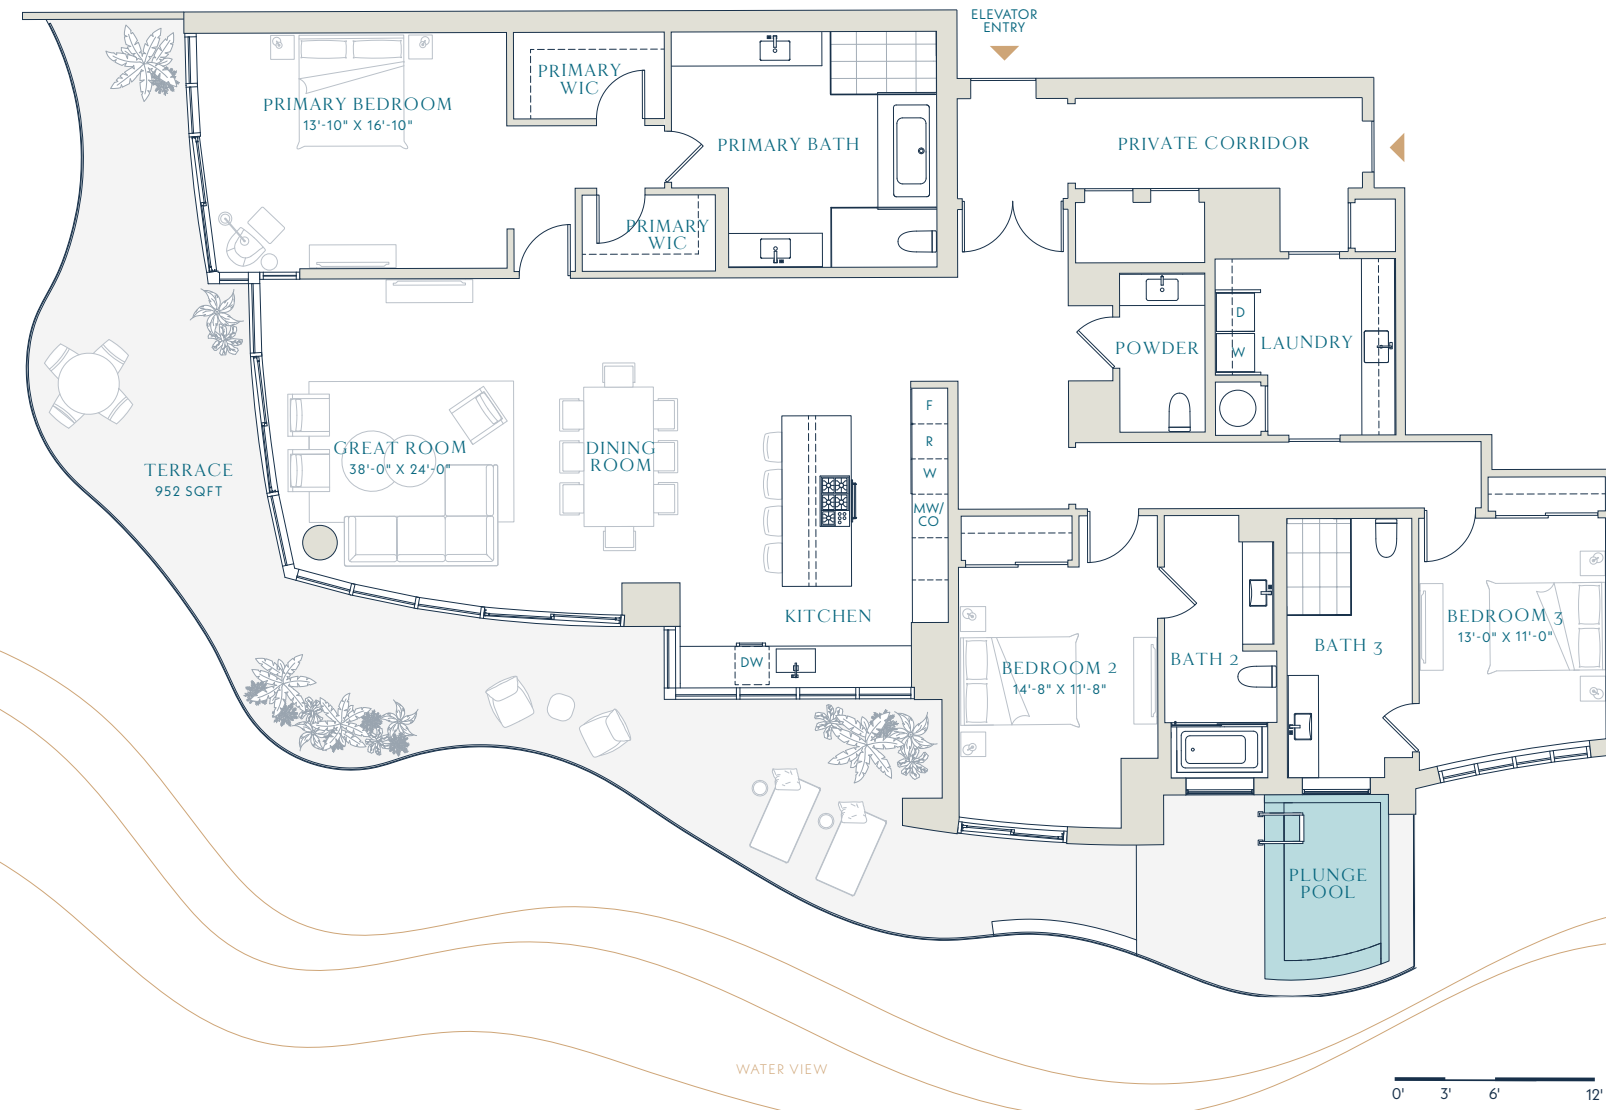 ELEVATOR
ENTRY
PRIMARY
WIC
PRIMARY BEDROOM
13'-10" X 16'-10"
PRIMARY BATH
PRIVATE CORRIDOR
PRIMARY
WIC
D
W
LAUNDRY
POWDER
F
R
W
MW/
CO
GREAT ROOM
38'-0" X 24'-0"
DINING
ROOM
TERRACE
952 SQFT
KITCHEN
DW
BEDROOM 2
14'-8" X 11'-8"
BATH 2
BATH 3
BEDROOM 3
13'-0" X 11'-0"
PLUNGE
POOL
WATER VIEW
0' 3' 6' 12'